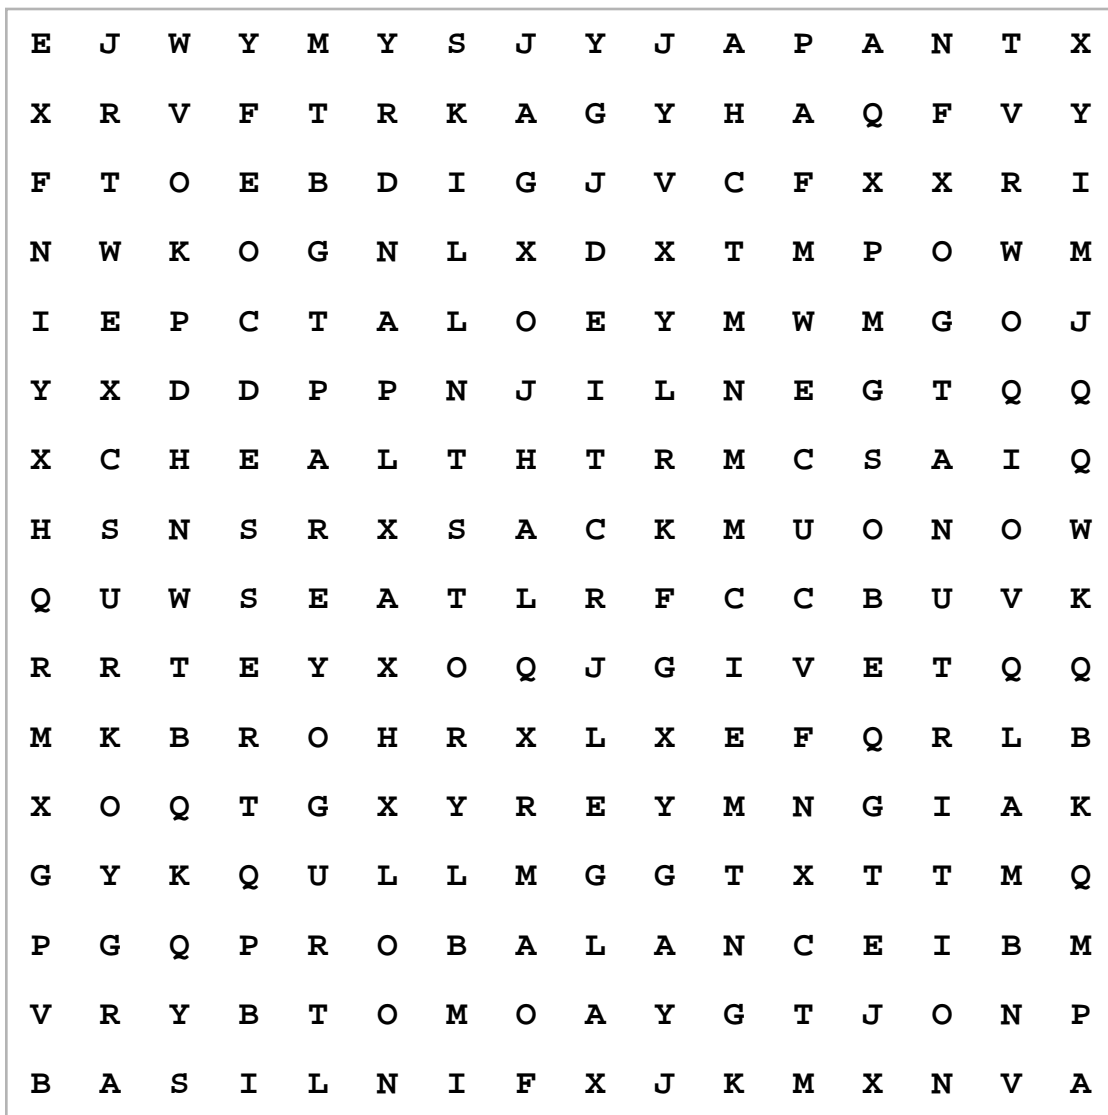 E J W Y M Y S J Y J A P A N T X
X R V F T R K A G Y H A Q F V Y
F T O E B D I G J V C F X X R I
N W K O G N L X D X T M P O W M
I E P C T A L O E Y M W M G O J
Y X D D P P N J I L N E G T Q Q
X C H E A L T H T R M C S A I Q
H S N S R X S A C K M U O N O W
Q U W S E A T L R F C C B U V K
R R T E Y X O Q J G I V E T Q Q
M K B R O H R X L X E F Q R L B
X O Q T G X Y R E Y M N G I A K
G Y K Q U L L M G G T X T T M Q
P G Q P R O B A L A N C E I B M
V R Y B T O M O A Y G T J O N P
B A S I L N I F X J K M X N V A